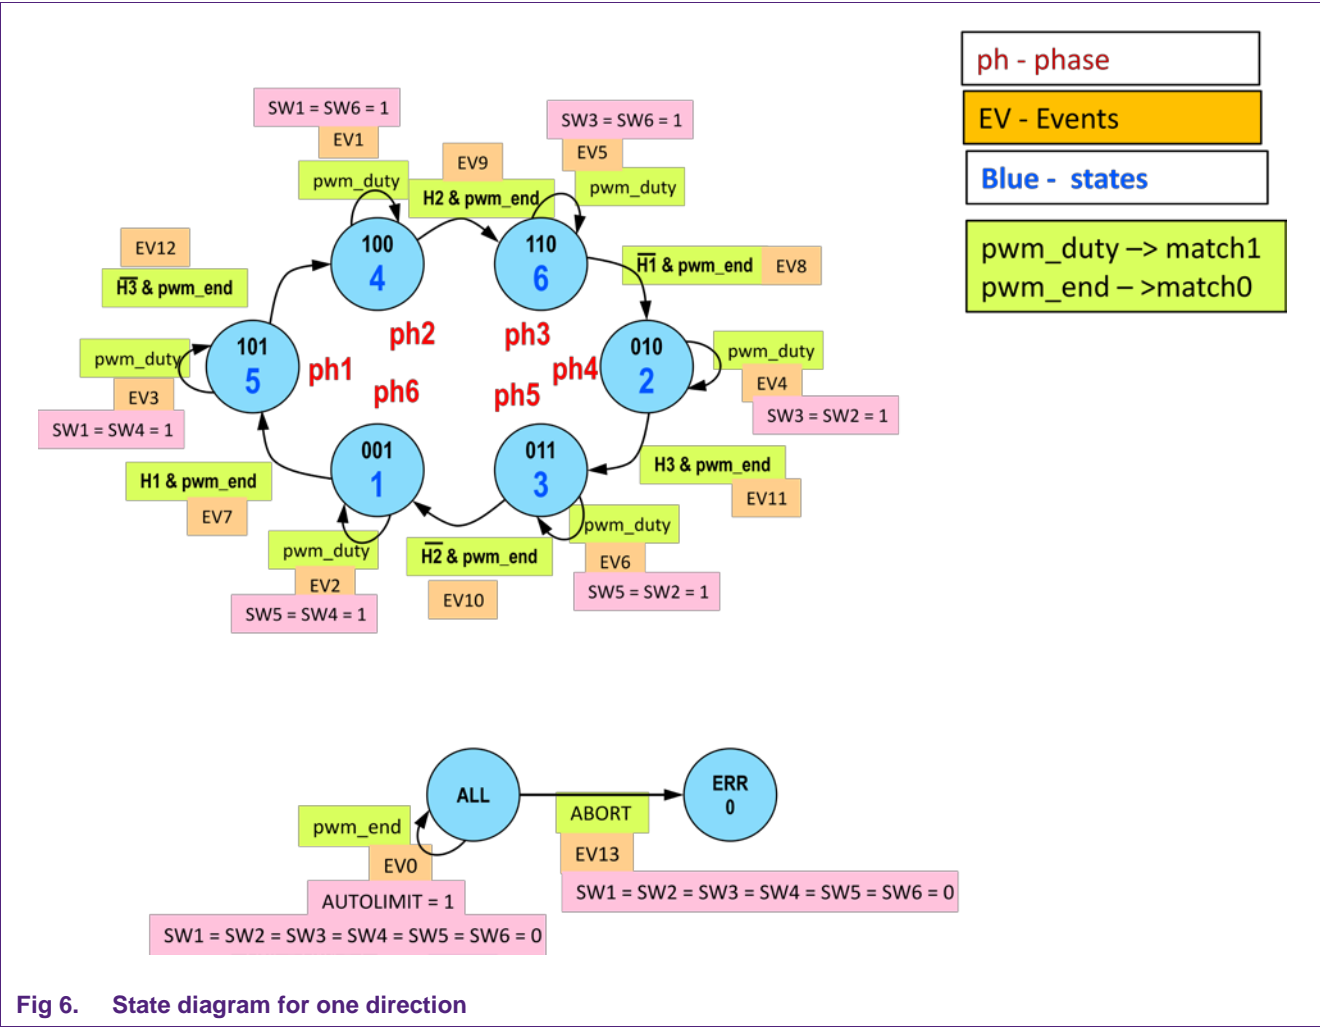 ph - phase
EV - Events
Blue - states
pwm_duty –> match1
pwm_end – >match0
SW1 = SW6 = 1
EV1
pwm_duty
EV9
H2 & pwm_end
SW3 = SW6 = 1
EV5
pwm_duty
100
4
110
6
EV12
H̅3̅ & pwm_end
H̅1̅ & pwm_end
EV8
ph2
ph3
101
5
ph1
ph4
010
2
pwm_duty
EV3
SW1 = SW4 = 1
pwm_duty
EV4
SW3 = SW2 = 1
ph6
ph5
001
1
011
3
H1 & pwm_end
EV7
H3 & pwm_end
EV11
pwm_duty
EV2
SW5 = SW4 = 1
H̅2̅ & pwm_end
EV10
pwm_duty
EV6
SW5 = SW2 = 1
ALL
ERR
0
pwm_end
EV0
AUTOLIMIT = 1
SW1 = SW2 = SW3 = SW4 = SW5 = SW6 = 0
ABORT
EV13
SW1 = SW2 = SW3 = SW4 = SW5 = SW6 = 0
Fig 6. State diagram for one direction